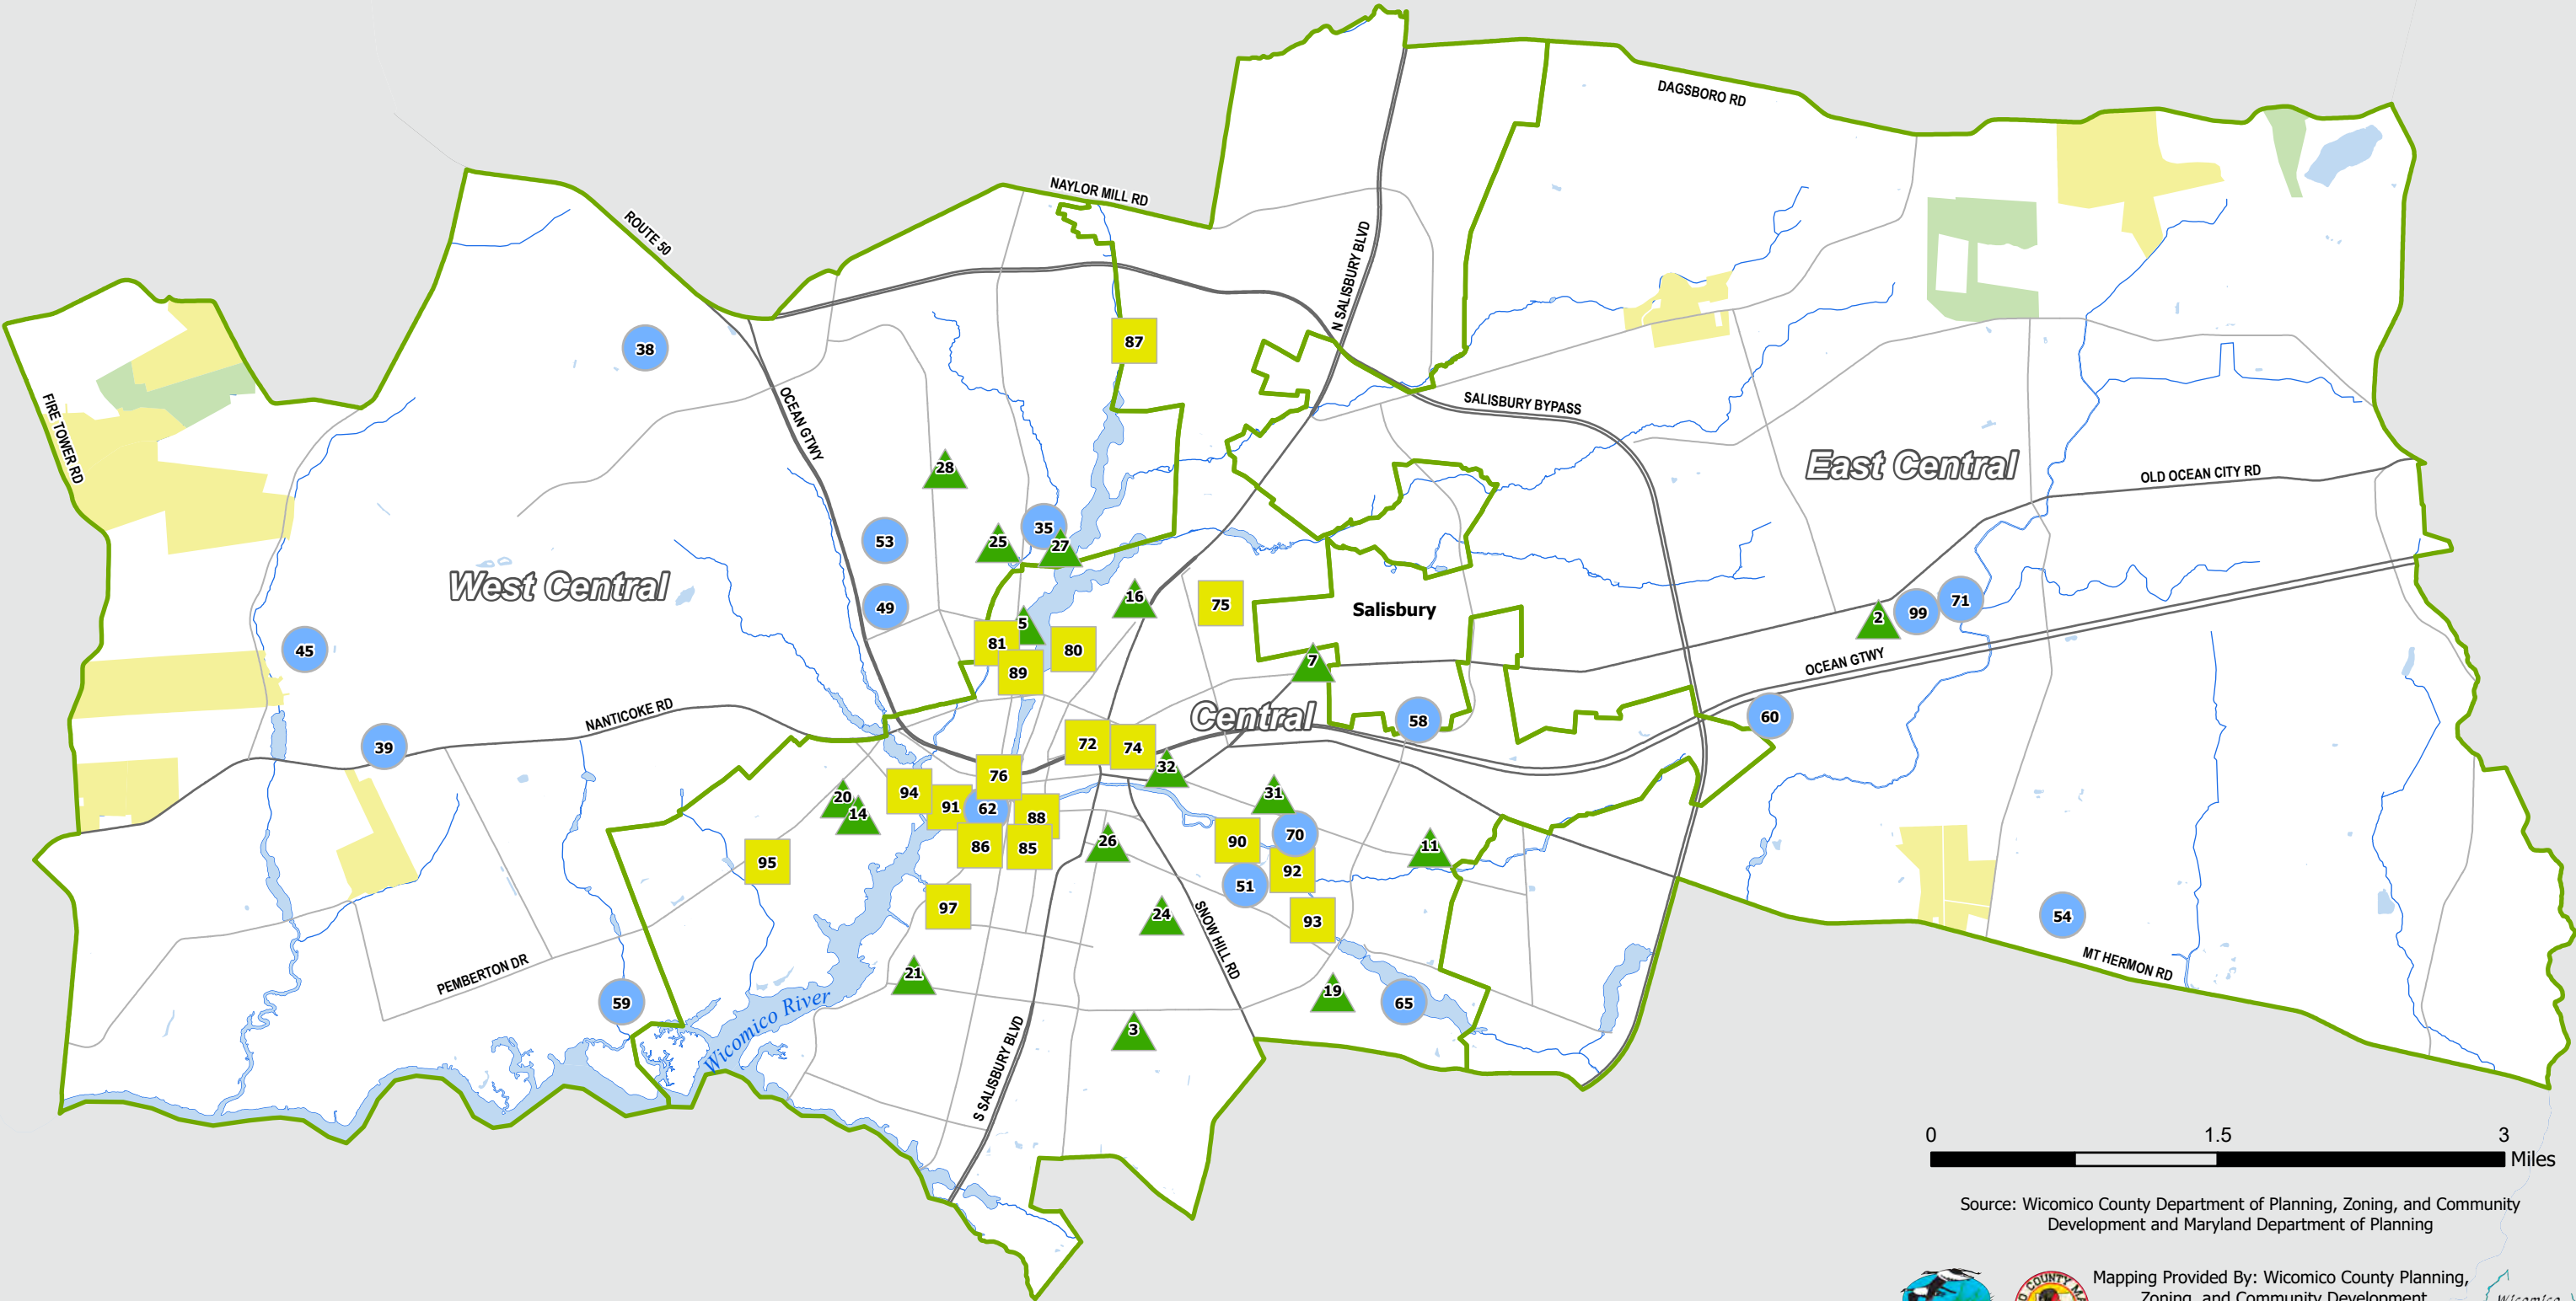 DAGSBORO RD
NAYLOR MILL RD
ROUTE 50
N SALISBURY BLVD
87
38
FIRE TOWER RD
OCEAN GTWY
SALISBURY BYPASS
28
East Central
OLD OCEAN CITY RD
35
53
25
27
West Central
49
16
75
Salisbury
2
99
71
5
81
80
45
89
7
OCEAN GTWY
NANTICOKE RD
Central
58
60
39
72
74
76
32
94
91
62
88
20
14
31
70
90
86
85
26
11
95
92
51
97
24
93
54
SNOW HILL RD
MT HERMON RD
PEMBERTON DR
21
59
19
65
Wicomico River
3
S SALISBURY BLVD
0 1.5 3
Miles
Source: Wicomico County Department of Planning, Zoning, and Community
Development and Maryland Department of Planning
Mapping Provided By: Wicomico County Planning,
Zoning, and Community Development
COUNTY
Wicomico